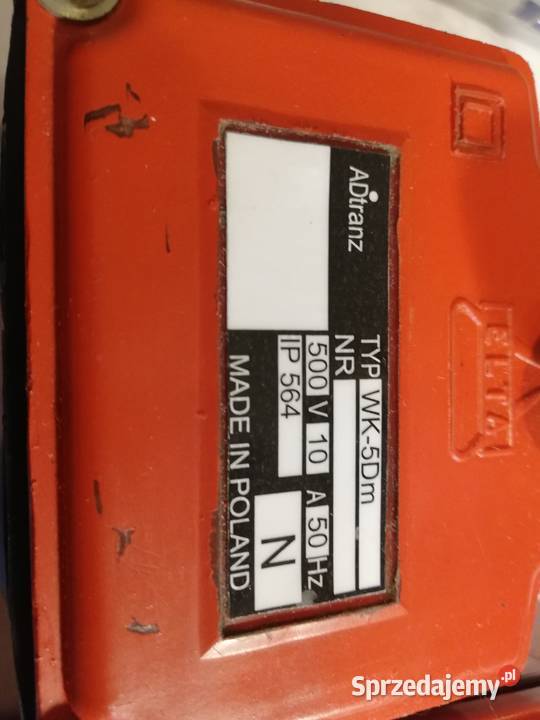 ADtranz
TYP WK-5Dm
NR
500 V 10 A 50 Hz
IP 564
N
MADE IN POLAND
ELTA
Sprzedajemy.pl